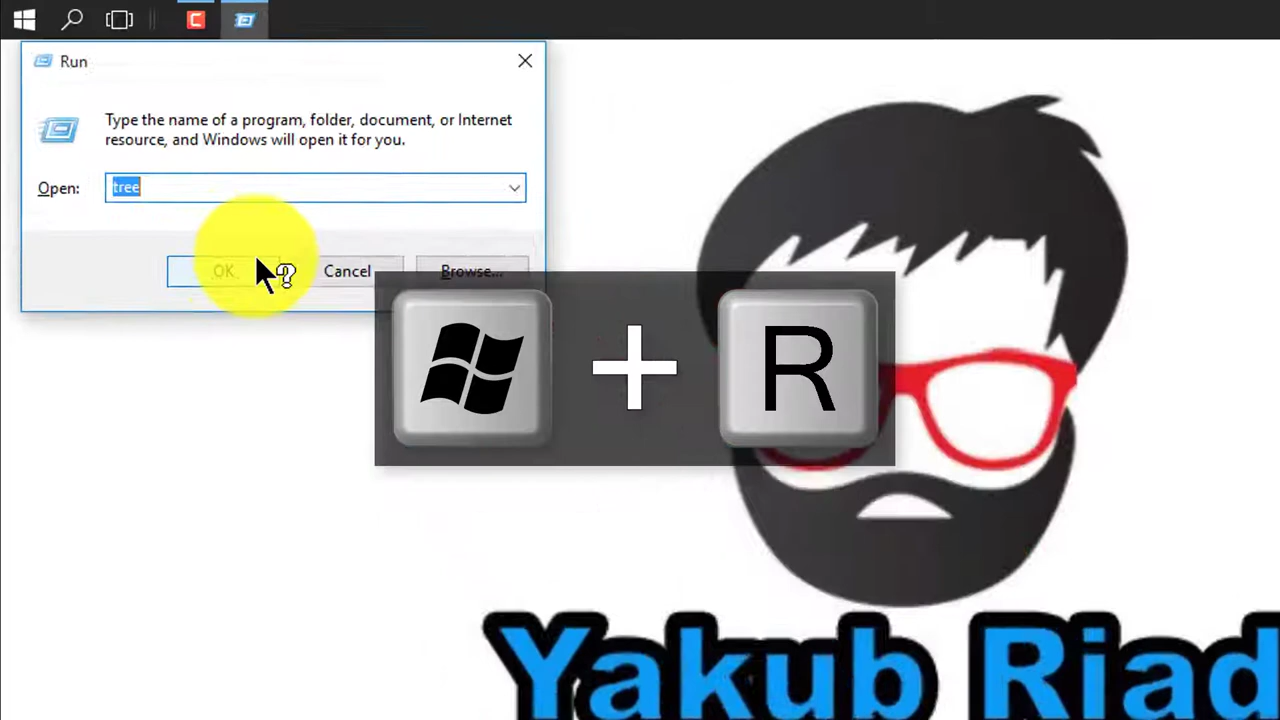 Run
Type the name of a program, folder, document, or Internet
resource, and Windows will open it for you.
Open:
tree
OK
Cancel
Browse...
+
R
Yakub Riad